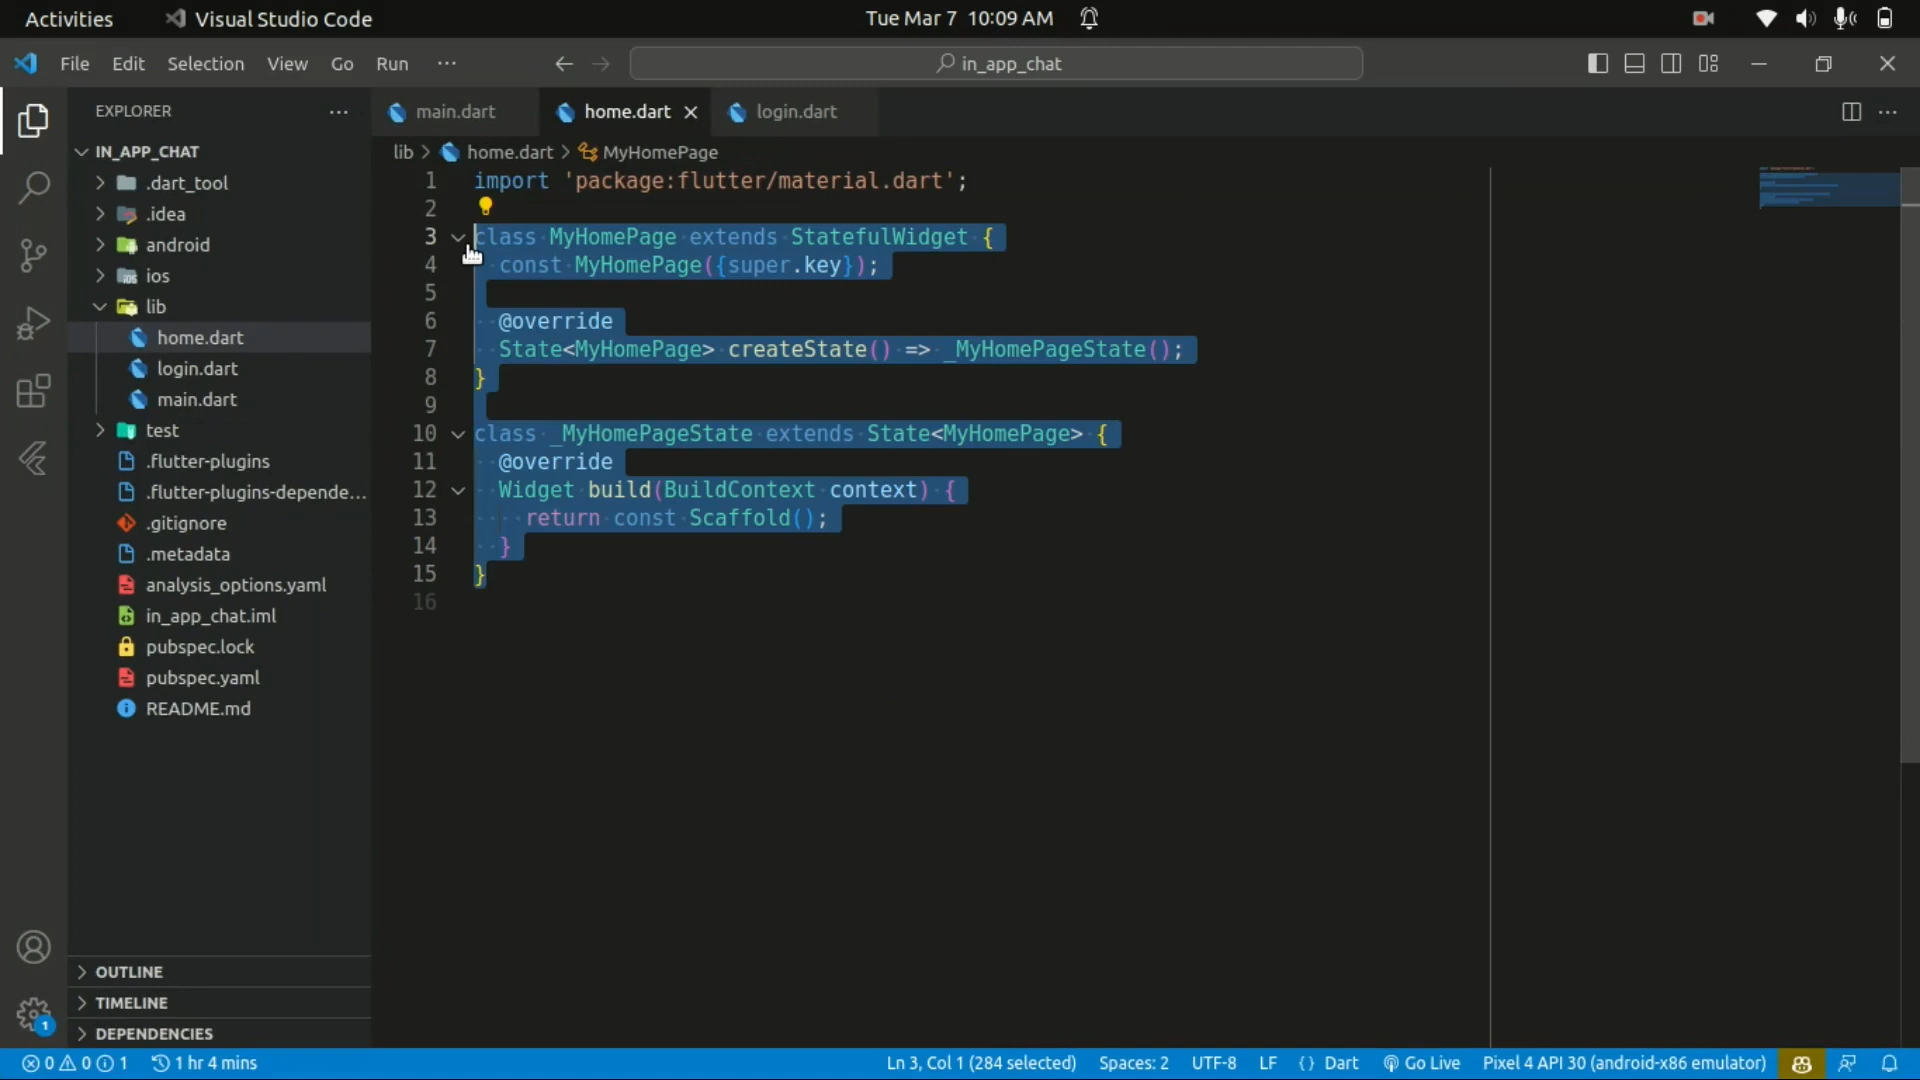 Activities
Visual Studio Code
Tue Mar 7 10:09 AM
File Edit Selection View Go Run ···
in_app_chat
EXPLORER
main.dart
home.dart
login.dart
lib > home.dart > MyHomePage
IN_APP_CHAT
.dart_tool
.idea
android
ios
lib
home.dart
login.dart
main.dart
test
.flutter-plugins
.flutter-plugins-depende...
.gitignore
.metadata
analysis_options.yaml
in_app_chat.iml
pubspec.lock
pubspec.yaml
README.md
OUTLINE
TIMELINE
DEPENDENCIES
1 import 'package:flutter/material.dart';
2
3 class MyHomePage extends StatefulWidget {
4 const MyHomePage({super.key});
5
6 @override
7 State<MyHomePage> createState() => _MyHomePageState();
8 }
9
10 class _MyHomePageState extends State<MyHomePage> {
11 @override
12 Widget build(BuildContext context) {
13 return const Scaffold();
14 }
15 }
16
1
0 0 1 1 hr 4 mins Ln 3, Col 1 (284 selected) Spaces: 2 UTF-8 LF {} Dart Go Live Pixel 4 API 30 (android-x86 emulator)